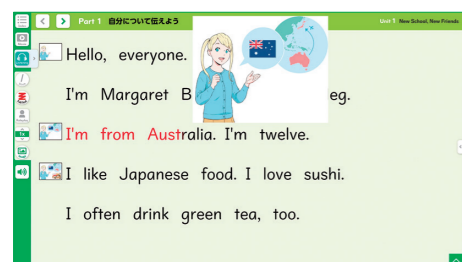 Part 1 自分について伝えよう
Unit 1 New School, New Friends
Hello, everyone.
I'm Margaret B eg.
I'm from Australia. I'm twelve.
I like Japanese food. I love sushi.
I often drink green tea, too.
1x